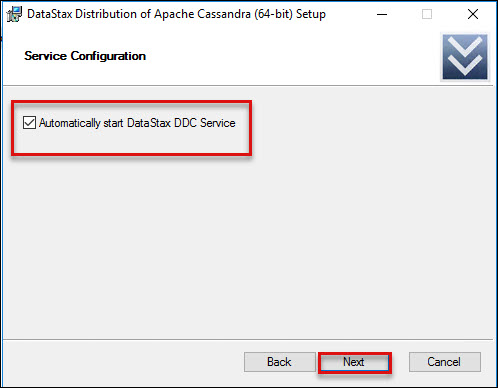 DataStax Distribution of Apache Cassandra (64-bit) Setup
Service Configuration
Automatically start DataStax DDC Service
Back Next Cancel